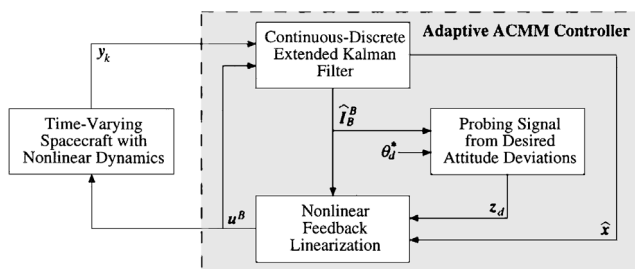 Adaptive ACMM Controller
Continuous-Discrete
Extended Kalman
Filter
y_k
Î_B^B
Time-Varying
Spacecraft with
Nonlinear Dynamics
Probing Signal
from Desired
Attitude Deviations
θ_d^*
z_d
u^B
Nonlinear
Feedback
Linearization
x̂